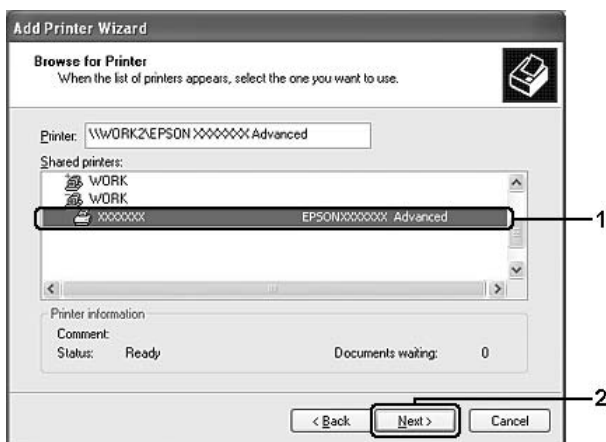 Add Printer Wizard
Browse for Printer
When the list of printers appears, select the one you want to use.
Printer: \\WORK2\EPSON XXXXXXX Advanced
Shared printers:
WORK
WORK
XXXXXXX EPSONXXXXXXX Advanced
1
Printer information
Comment:
Status: Ready Documents waiting: 0
2
< Back Next > Cancel